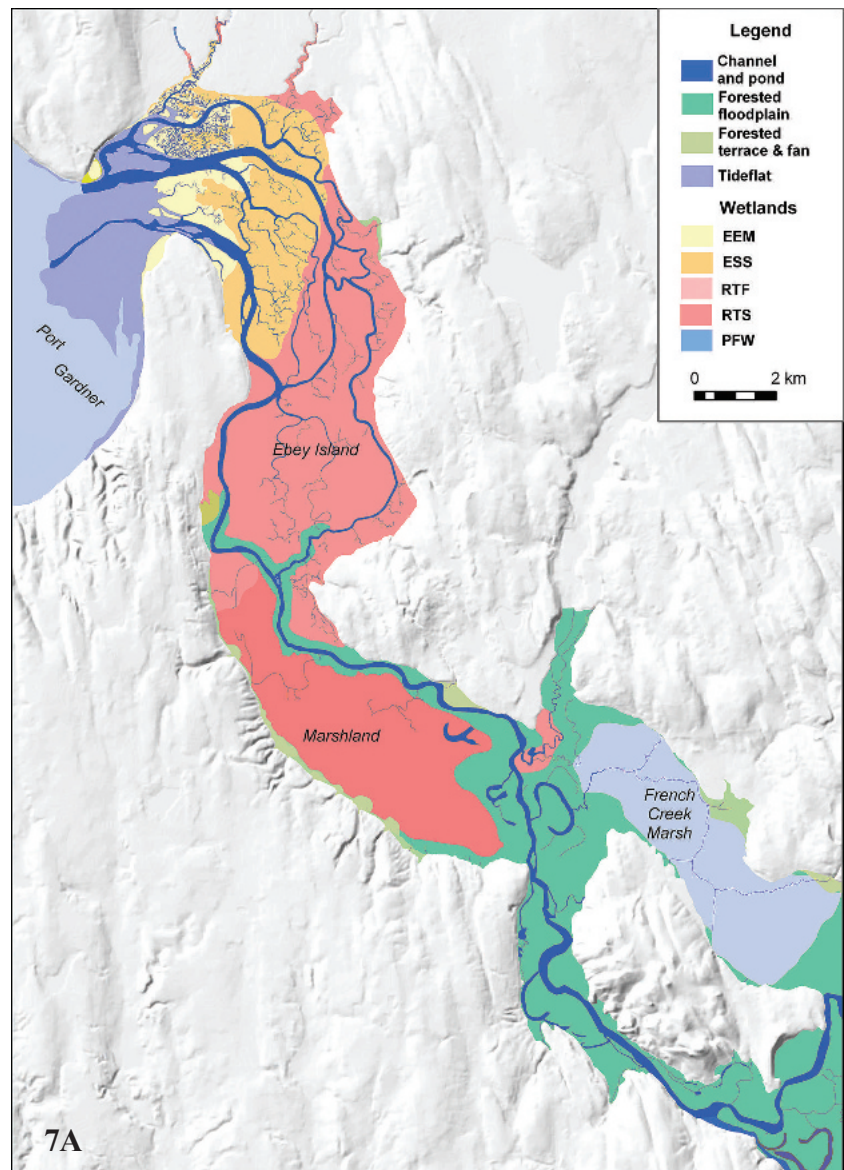 Legend
Channel
and pond
Forested
floodplain
Forested
terrace & fan
Tideflat
Wetlands
EEM
ESS
RTF
RTS
PFW
0 2 km
Port
Gardner
Ebey Island
Marshland
French
Creek
Marsh
7A